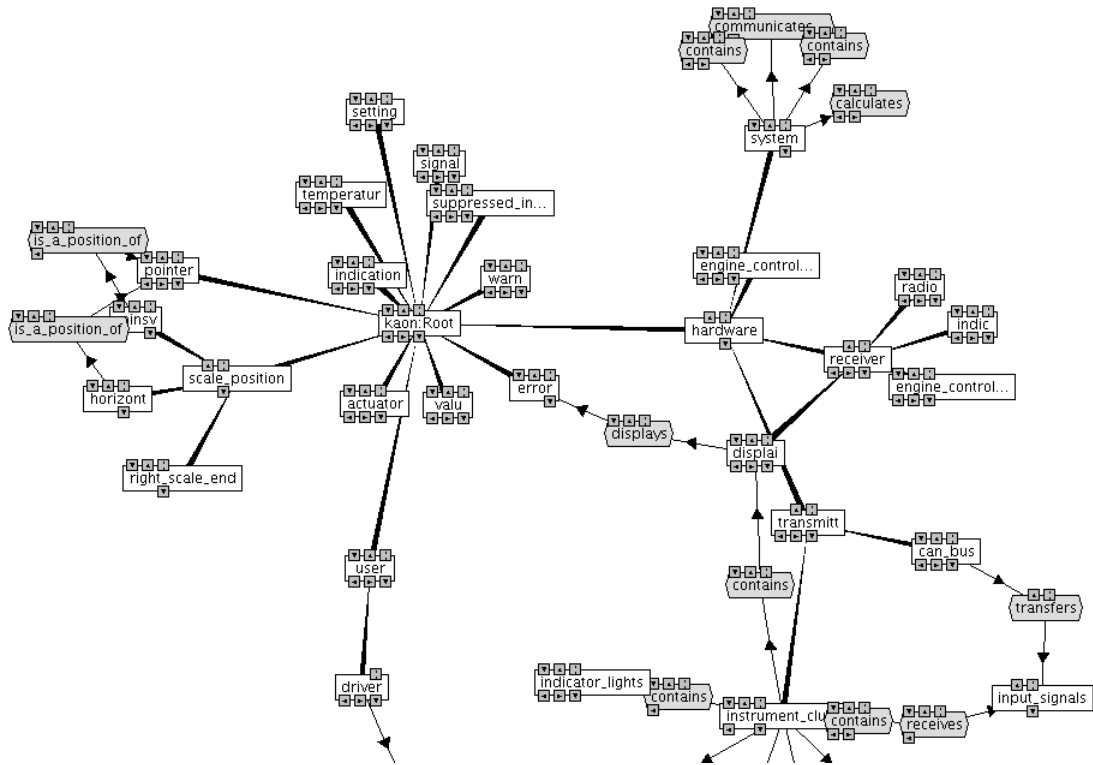 communicates
contains
contains
calculates
setting
system
signal
temperatur
suppressed_in...
is_a_position_of
pointer
indication
warn
engine_control...
radio
is_a_position_of
kaon:Root
hardware
indic
receiver
scale_position
error
engine_control...
horizont
actuator
valu
displays
displai
right_scale_end
transmitt
can_bus
user
contains
transfers
driver
indicator_lights
contains
input_signals
instrument_clu
contains
receives